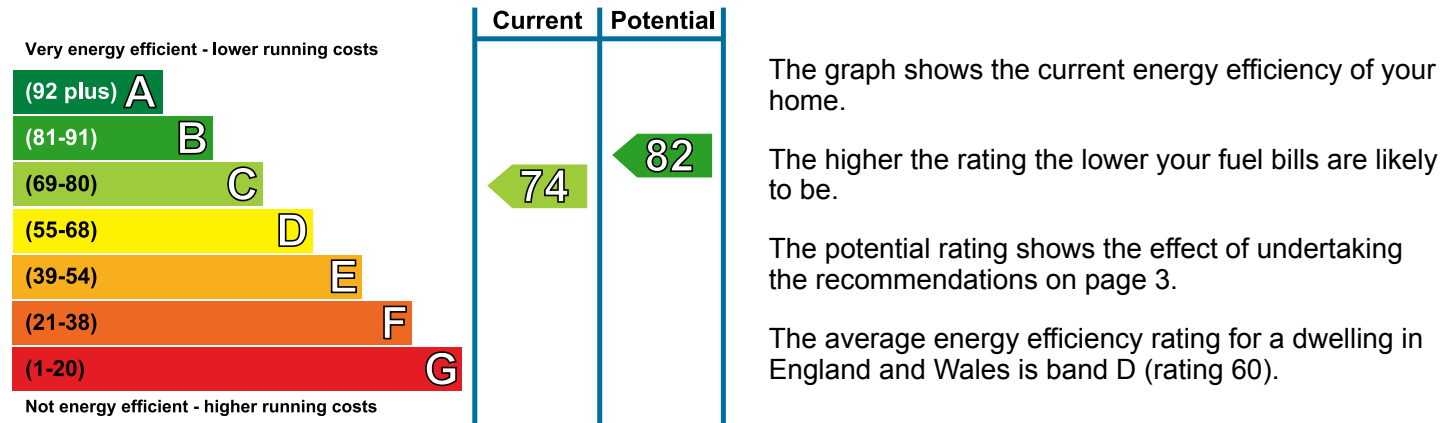 Current Potential
Very energy efficient - lower running costs
(92 plus) A
(81-91) B
(69-80) C
(55-68) D
(39-54) E
(21-38) F
(1-20) G
Not energy efficient - higher running costs
74
82
The graph shows the current energy efficiency of your
home.
The higher the rating the lower your fuel bills are likely
to be.
The potential rating shows the effect of undertaking
the recommendations on page 3.
The average energy efficiency rating for a dwelling in
England and Wales is band D (rating 60).